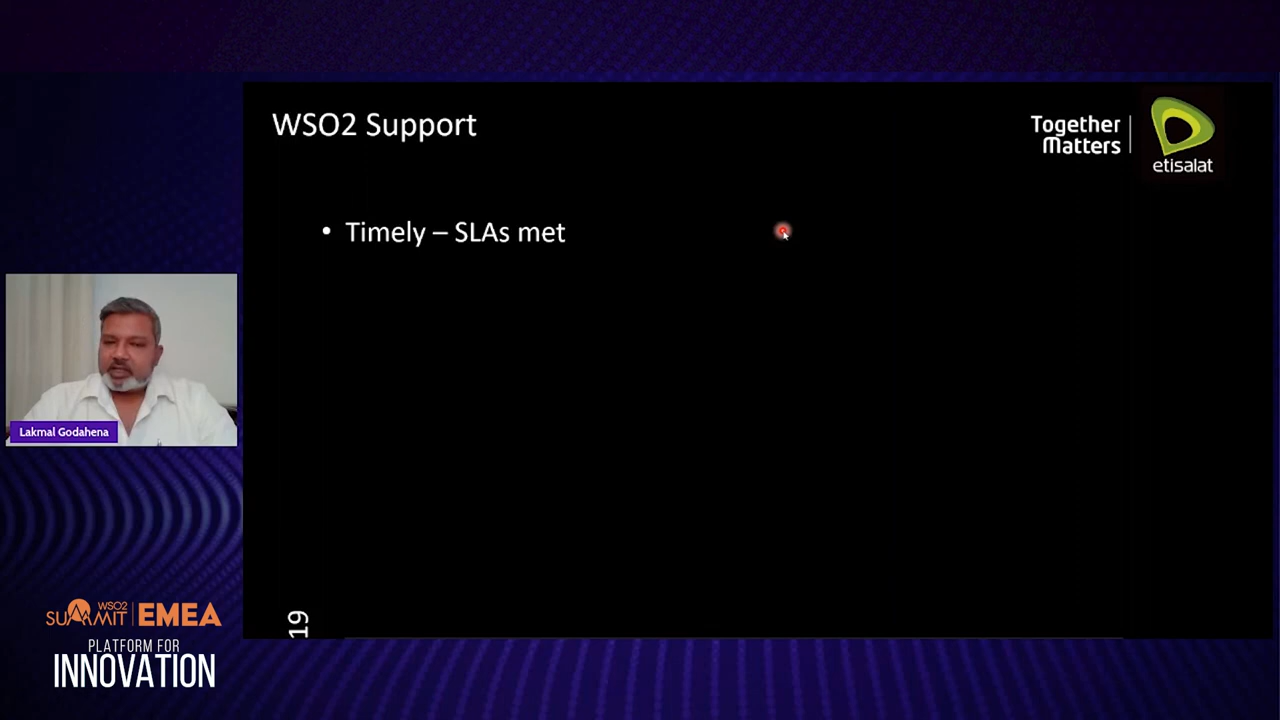 WSO2 Support
Together
Matters
etisalat
• Timely – SLAs met
Lakmal Godahena
19
WSO2
SUMMIT
EMEA
PLATFORM FOR
INNOVATION